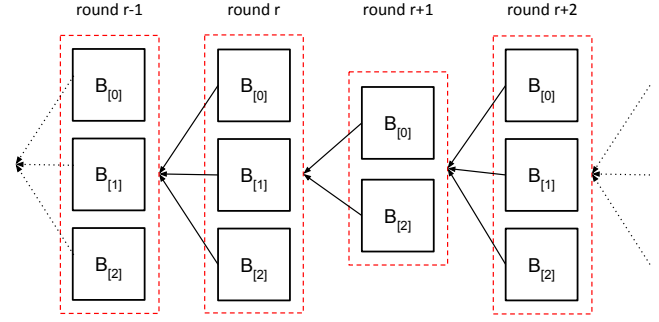 round r-1 round r round r+1 round r+2
B[0] B[0] B[0] B[0]
B[1] B[1] B[1]
B[2] B[2] B[2] B[2]